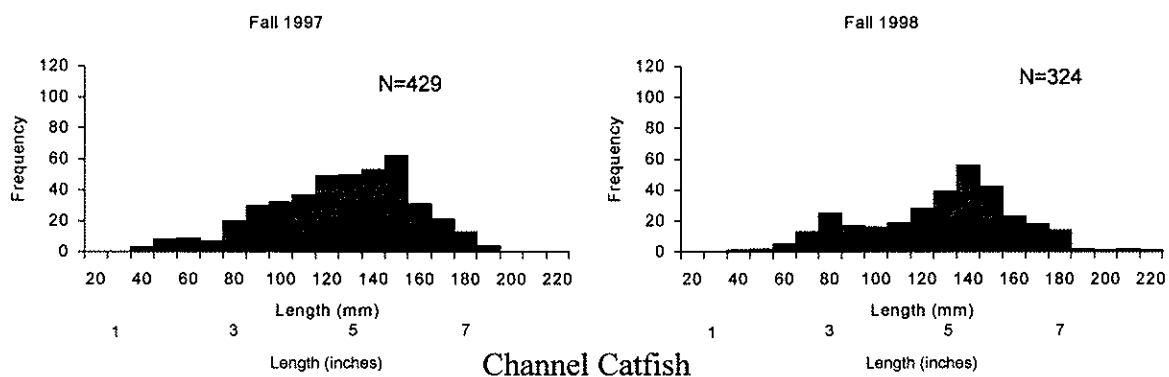 Fall 1997
N=429
Frequency
120
100
80
60
40
20
0
20 40 60 80 100 120 140 160 180 200 220
Length (mm)
1 3 5 7
Length (inches)
Fall 1998
N=324
Frequency
120
100
80
60
40
20
0
20 40 60 80 100 120 140 160 180 200 220
Length (mm)
1 3 5 7
Length (inches)
Channel Catfish